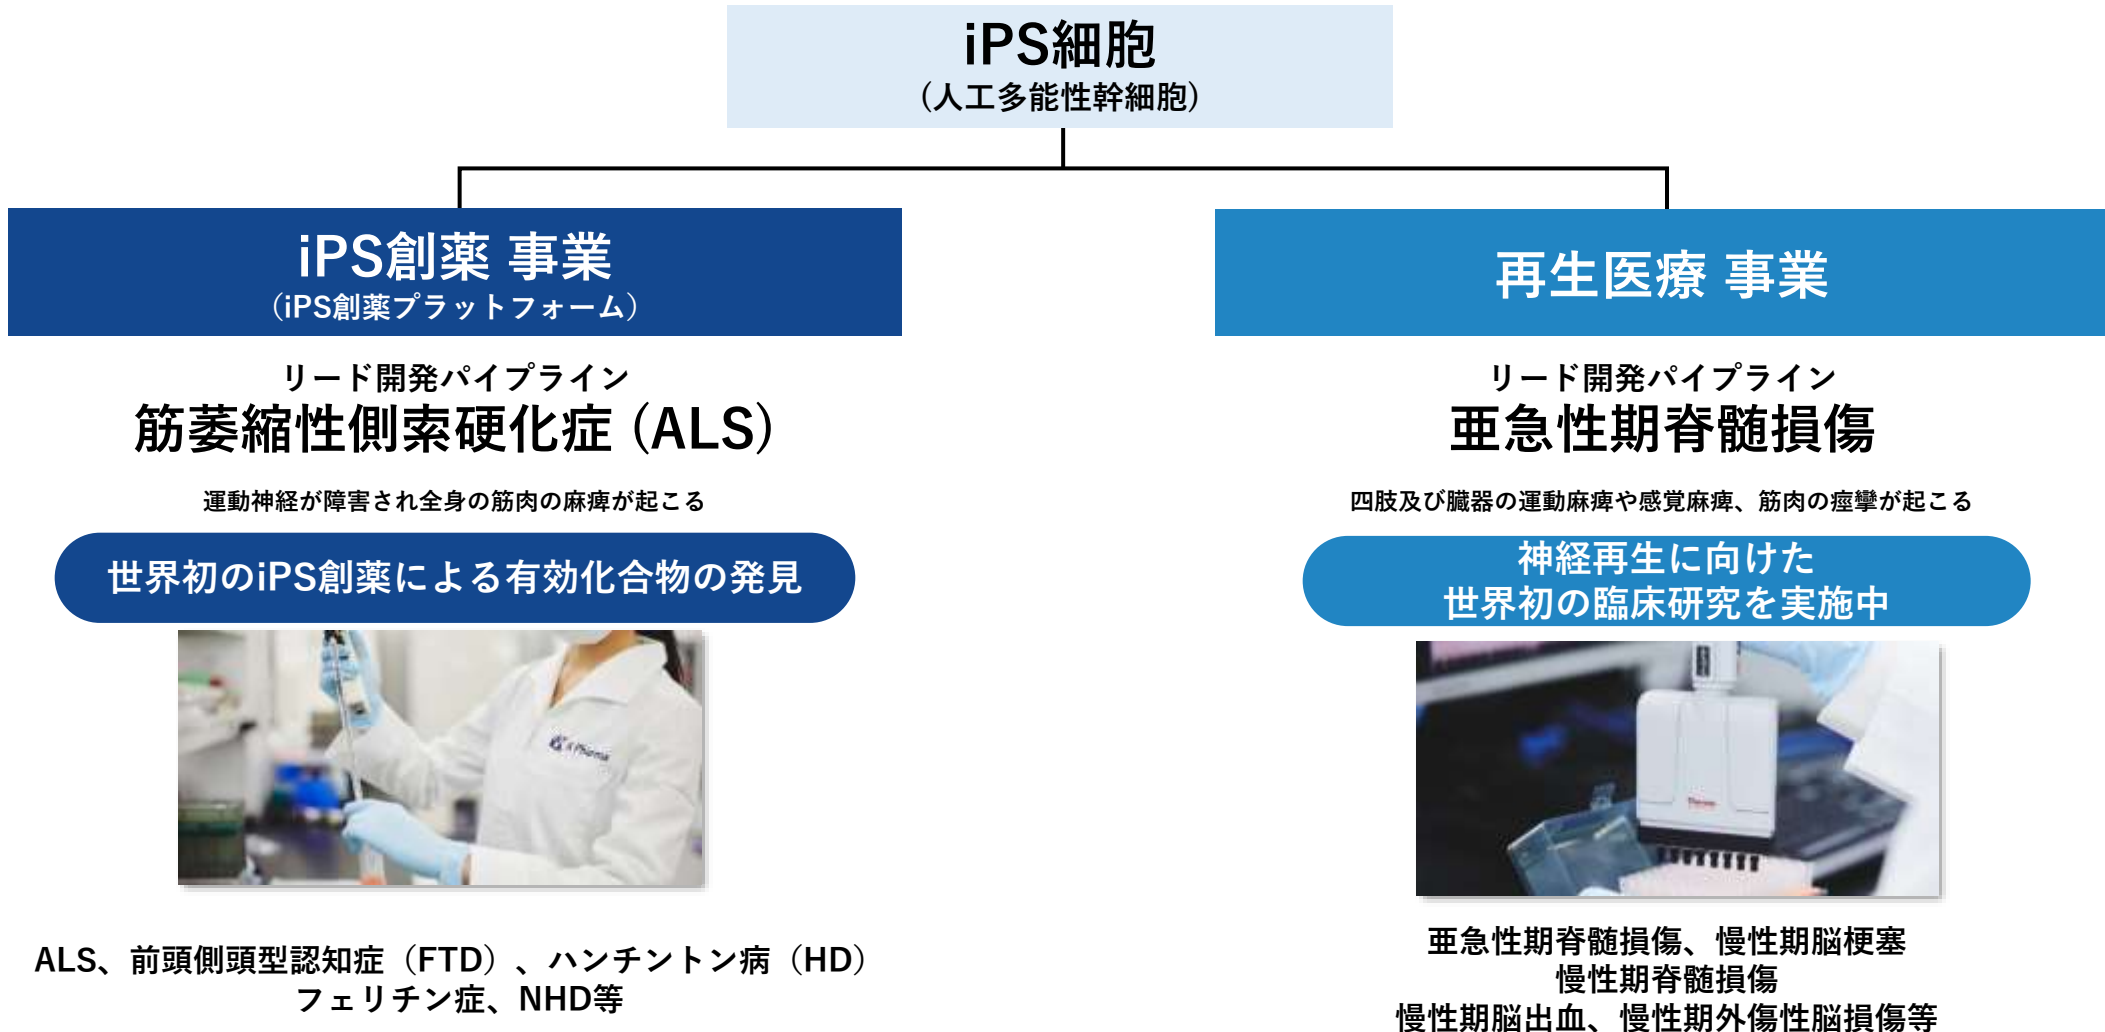 iPS細胞
(人工多能性幹細胞)
iPS創薬 事業
(iPS創薬プラットフォーム)
リード開発パイプライン
筋萎縮性側索硬化症 (ALS)
運動神経が障害され全身の筋肉の麻痺が起こる
世界初のiPS創薬による有効化合物の発見
K Pharma
ALS、前頭側頭型認知症（FTD）、ハンチントン病（HD）
フェリチン症、NHD等
再生医療 事業
リード開発パイプライン
亜急性期脊髄損傷
四肢及び臓器の運動麻痺や感覚麻痺、筋肉の痙攣が起こる
神経再生に向けた
世界初の臨床研究を実施中
Thermo
亜急性期脊髄損傷、慢性期脳梗塞
慢性期脊髄損傷
慢性期脳出血、慢性期外傷性脳損傷等